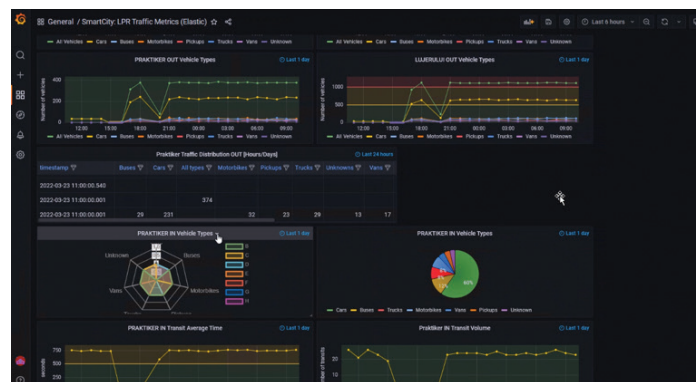 General / SmartCity: LPR Traffic Metrics (Elastic)
Last 6 hours
All Vehicles Cars Buses Motorbikes Pickups Trucks Vans Unknown
All Vehicles Cars Buses Motorbikes Pickups Trucks Vans Unknown
PRAKTIKER OUT Vehicle Types
Last 1 day
LUJERULUI OUT Vehicle Types
Last 1 day
Number of vehicles
400
200
0
12:00 15:00 18:00 21:00 00:00 03:00 06:00 09:00
All Vehicles Cars Buses Motorbikes Pickups Trucks Vans Unknown
Number of vehicles
1000
500
0
12:00 15:00 18:00 21:00 00:00 03:00 06:00 09:00
All Vehicles Cars Buses Motorbikes Pickups Trucks Vans Unknown
Praktiker Traffic Distribution OUT [Hours/Days]
Last 24 hours
timestamp Buses Cars All types Motorbikes Pickups Trucks Unknowns Vans
2022-03-23 11:00:00.540
2022-03-23 11:00:00.001 374
2022-03-23 11:00:00.001 29 231 32 23 29 13 17
PRAKTIKER IN Vehicle Types
Last 1 day
PRAKTIKER IN Vehicle Types
Last 1 day
Unknown
Buses
Vans
Motorbikes
Cars Buses Trucks Motorbikes Vans Pickups Unknown
PRAKTIKER IN Transit Average Time
Last 1 day
Praktiker IN Transit Volume
Last 1 day
seconds
750
500
250
20
10